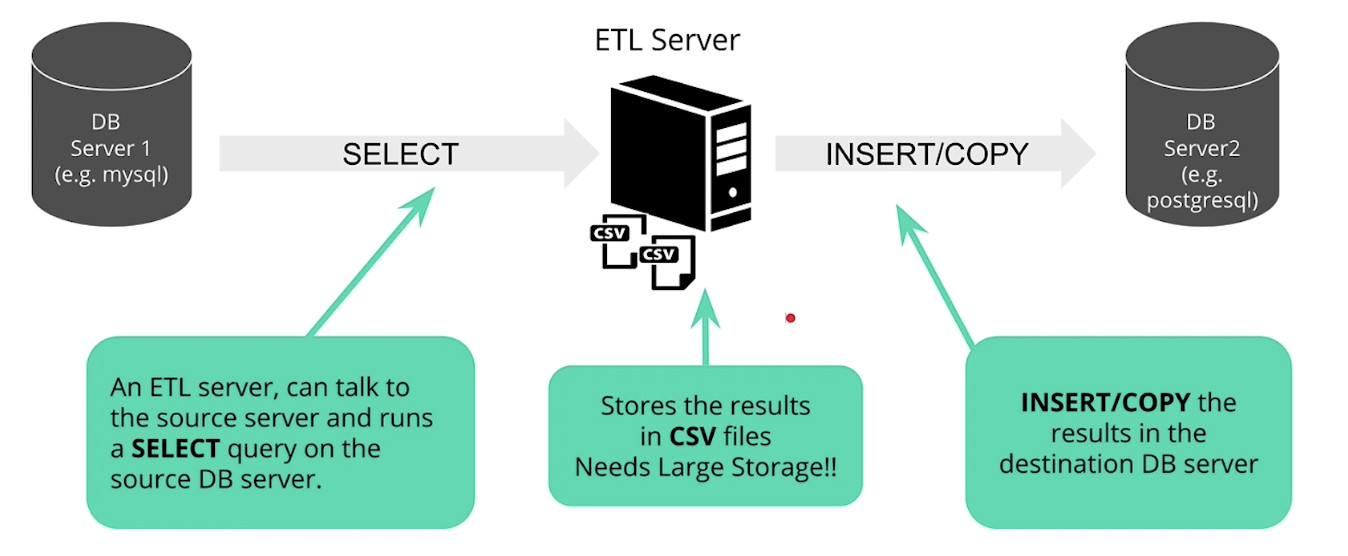 ETL Server
DB
Server 1
(e.g. mysql)
SELECT
INSERT/COPY
DB
Server2
(e.g.
postgresql)
CSV
CSV
An ETL server, can talk to
the source server and runs
a SELECT query on the
source DB server.
Stores the results
in CSV files
Needs Large Storage!!
INSERT/COPY the
results in the
destination DB server